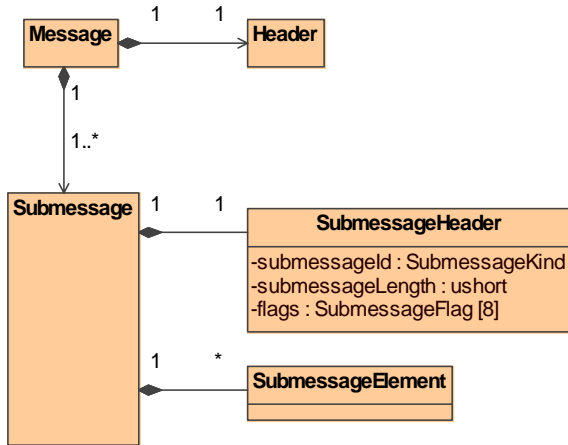 1 1
Message Header
1
1..*
Submessage
1 1
SubmessageHeader
-submessageId : SubmessageKind
-submessageLength : ushort
-flags : SubmessageFlag [8]
1 *
SubmessageElement